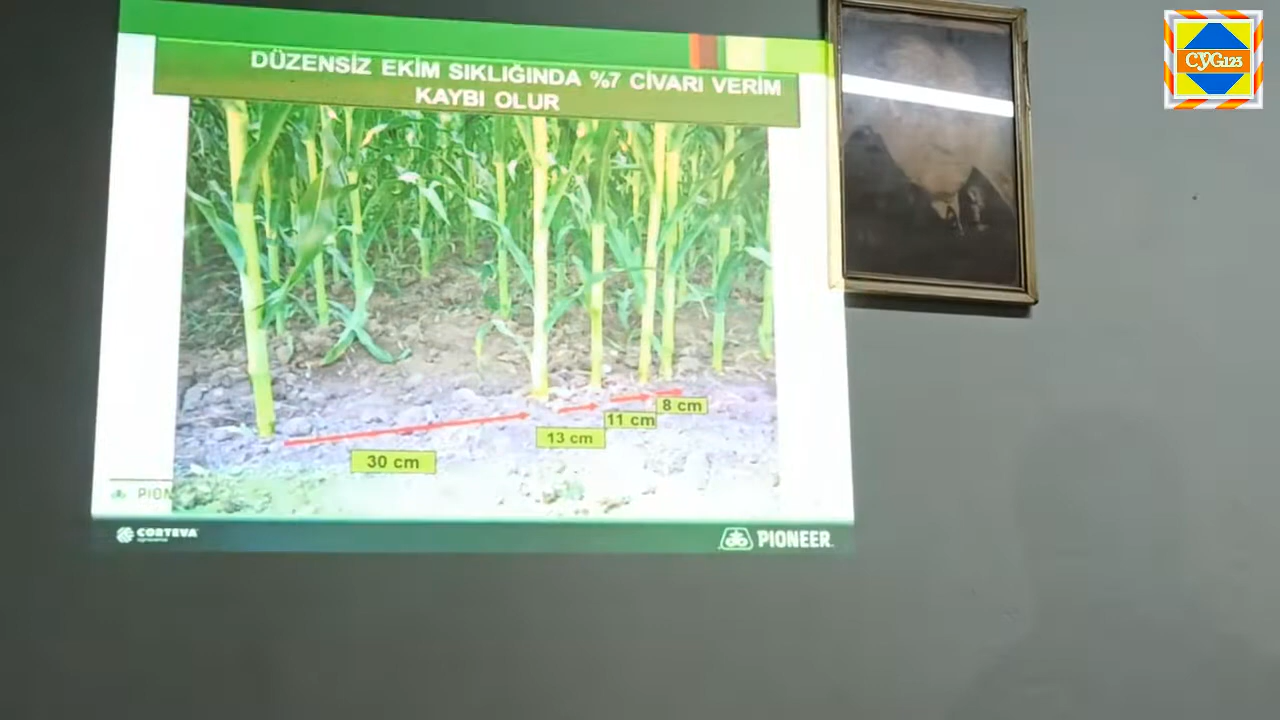 DÜZENSİZ EKİM SIKLIĞINDA %7 CİVARI VERİM
KAYBI OLUR
30 cm
13 cm
11 cm
8 cm
PION
CORTEVA
PIONEER
CYG123